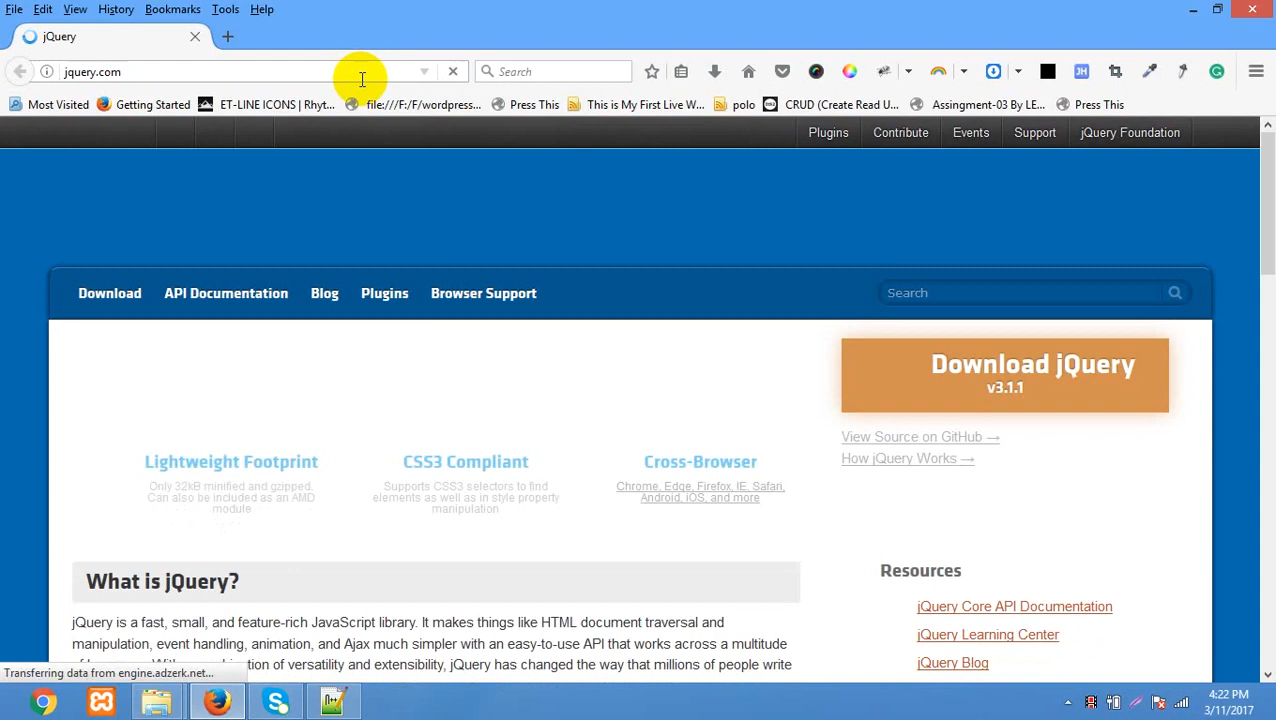 File Edit View History Bookmarks Tools Help
jQuery
jquery.com
Search
Most Visited Getting Started ET-LINE ICONS | Rhyt... file:///F:/F/wordpress... Press This This is My First Live W... polo CRUD (Create Read U... Assingment-03 By LE... Press This
Plugins Contribute Events Support jQuery Foundation
Download API Documentation Blog Plugins Browser Support Search
Download jQuery
v3.1.1
View Source on GitHub →
How jQuery Works →
Lightweight Footprint
Only 32kB minified and gzipped.
Can also be included as an AMD
module
CSS3 Compliant
Supports CSS3 selectors to find
elements as well as in style property
manipulation
Cross-Browser
Chrome, Edge, Firefox, IE, Safari,
Android, iOS, and more
What is jQuery?
jQuery is a fast, small, and feature-rich JavaScript library. It makes things like HTML document traversal and
manipulation, event handling, animation, and Ajax much simpler with an easy-to-use API that works across a multitude
of versatility and extensibility, jQuery has changed the way that millions of people write
Resources
jQuery Core API Documentation
jQuery Learning Center
jQuery Blog
Transferring data from engine.adzerk.net...
4:22 PM
3/11/2017